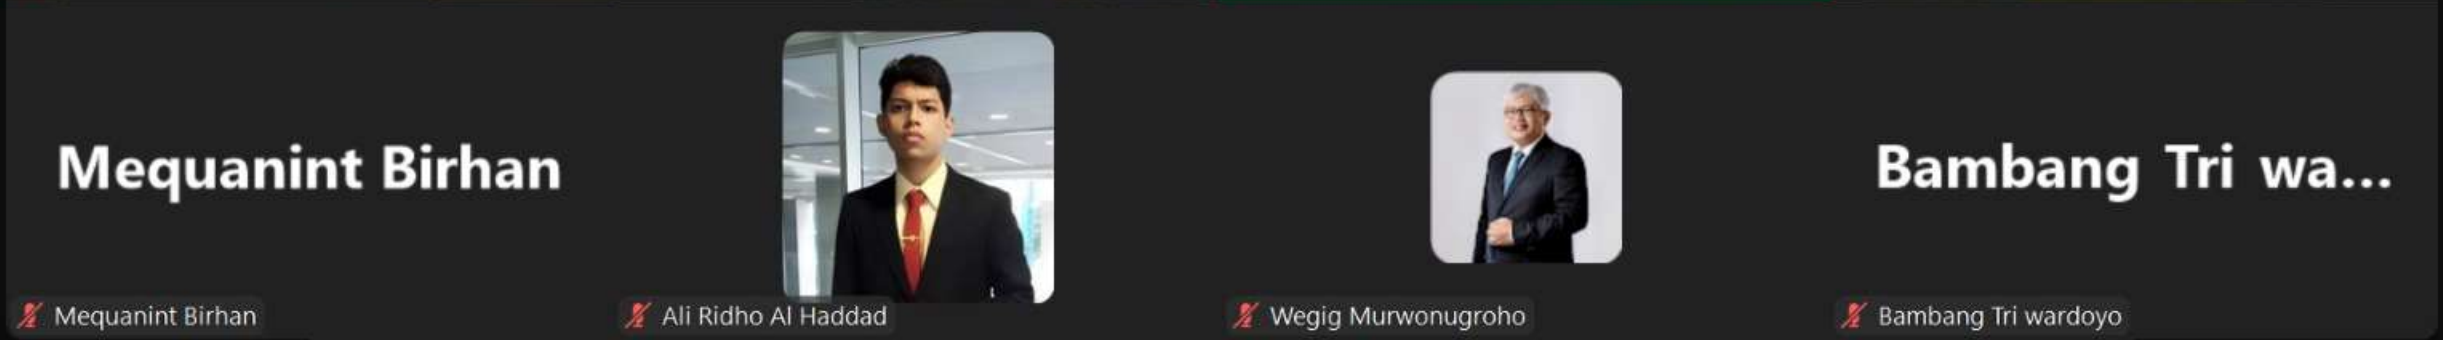 Mequanint Birhan
Bambang Tri wa...
Mequanint Birhan
Ali Ridho Al Haddad
Wegig Murwonugroho
Bambang Tri wardoyo